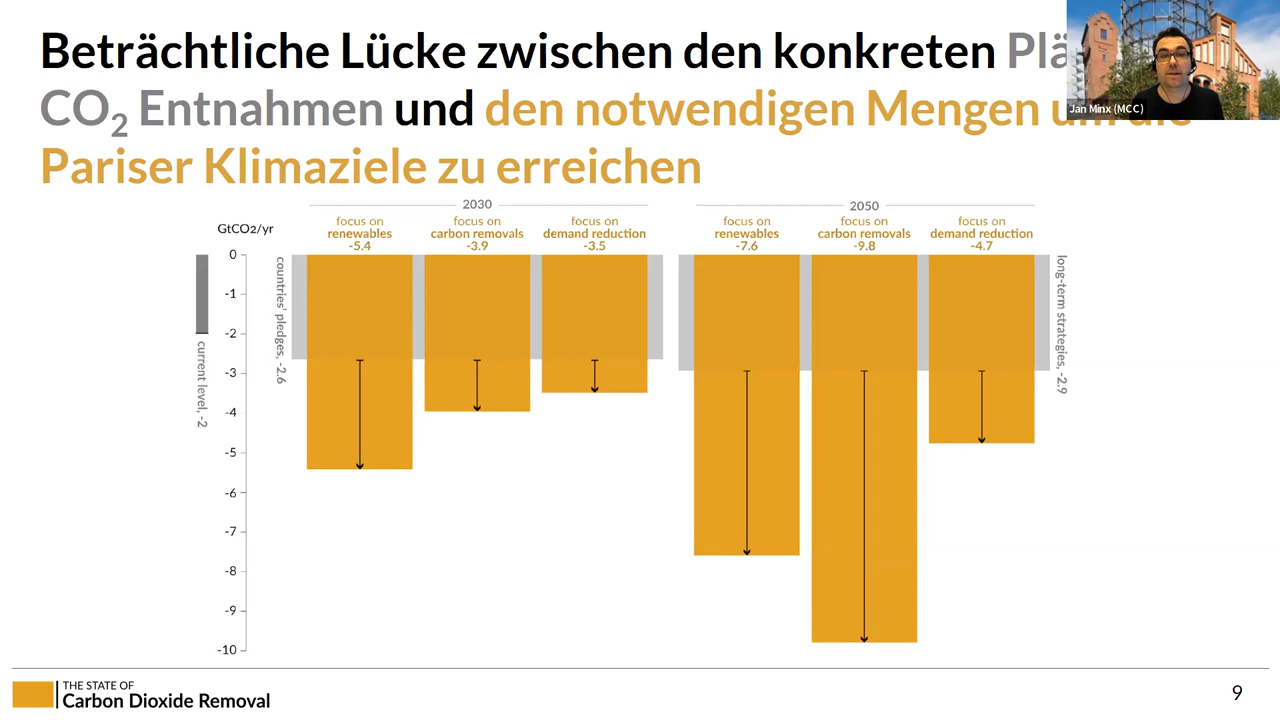 Beträchtliche Lücke zwischen den konkreten
CO₂ Entnahmen und den notwendigen Mengen um die
Pariser Klimaziele zu erreichen
Jan Minx (MCC)
2030
2050
GtCO2/yr
focus on
renewables
-5.4
focus on
carbon removals
-3.9
focus on
demand reduction
-3.5
focus on
renewables
-7.6
focus on
carbon removals
-9.8
focus on
demand reduction
-4.7
0
-1
-2
-3
-4
-5
-6
-7
-8
-9
-10
current level, -2
countries' pledges, -2.6
long-term strategies, -2.9
THE STATE OF
Carbon Dioxide Removal
9